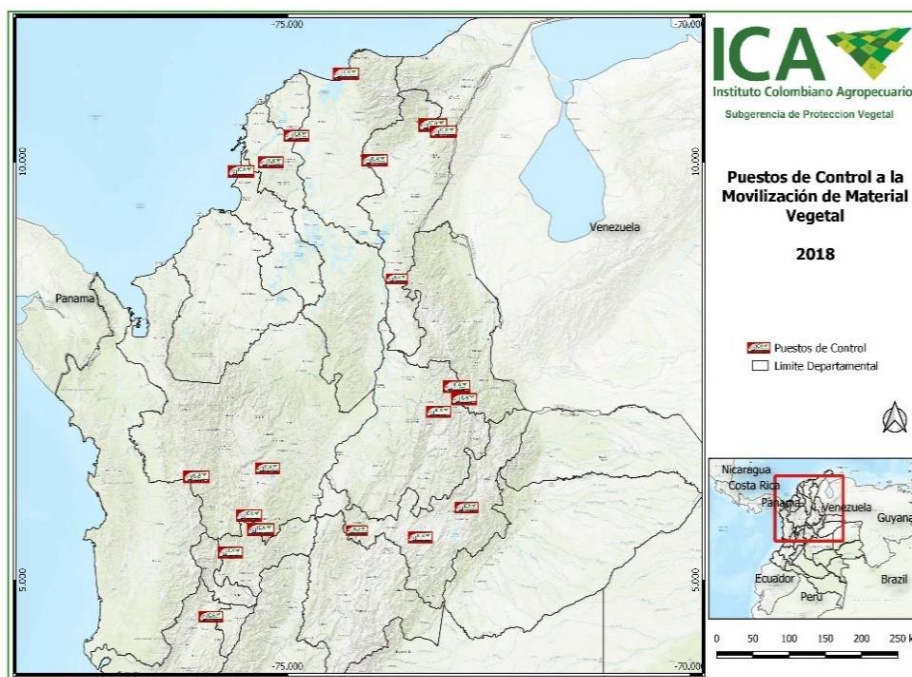 -75.000
-70.000
ICA
Instituto Colombiano Agropecuario
Subgerencia de Proteccion Vegetal
10.000
10.000
Puestos de Control a la
Movilización de Material
Vegetal
2018
Venezuela
Panama
Puestos de Control
Limite Departamental
Nicaragua
Costa Rica
Panama
Venezuela
Guyana
Ecuador
Brazil
Peru
5.000
5.000
0 50 100 150 200 250 k
-75.000
-70.000